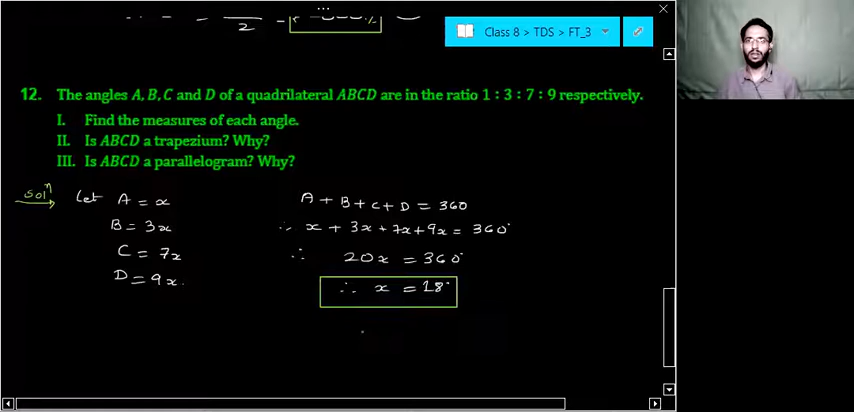 Class 8 > TDS > FT_3
12. The angles A, B, C and D of a quadrilateral ABCD are in the ratio 1 : 3 : 7 : 9 respectively.
I. Find the measures of each angle.
II. Is ABCD a trapezium? Why?
III. Is ABCD a parallelogram? Why?
Solⁿ Let A = x
B = 3x
C = 7x
D = 9x.
A + B + C + D = 360
∴ x + 3x + 7x + 9x = 360°
∴ 20x = 360°
∴ x = 18°